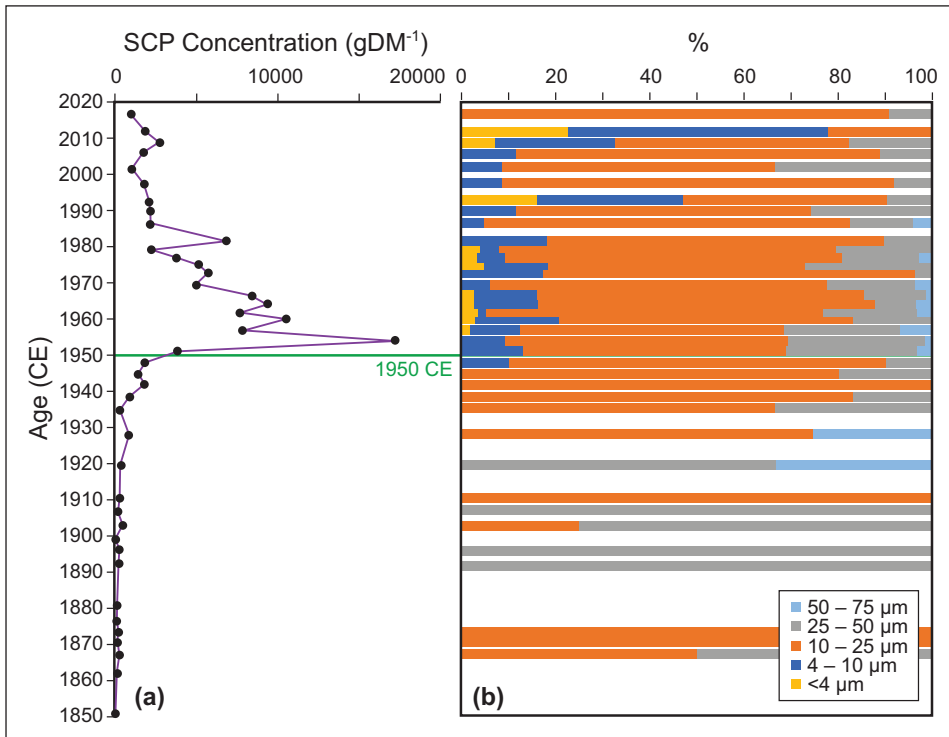 SCP Concentration (gDM-1)
%
0 10000 20000
0 20 40 60 80 100
2020
2010
2000
1990
1980
1970
1960
1950
1940
1930
1920
1910
1900
1890
1880
1870
1860
1850
Age (CE)
1950 CE
(a)
(b)
50 – 75 µm
25 – 50 µm
10 – 25 µm
4 – 10 µm
<4 µm